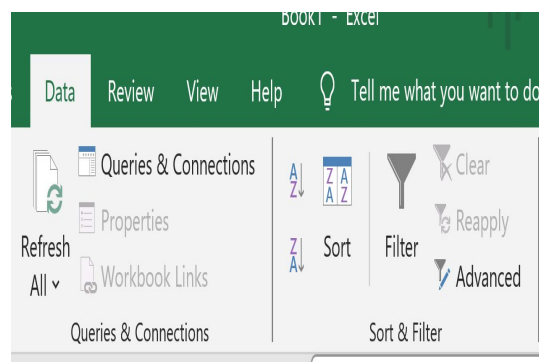 Book1 - Excel
Data Review View Help Tell me what you want to do
Queries & Connections
Properties
Workbook Links
Refresh
All
Queries & Connections
A
Z
Z
A
Z A
A Z
Sort
Filter
Clear
Reapply
Advanced
Sort & Filter